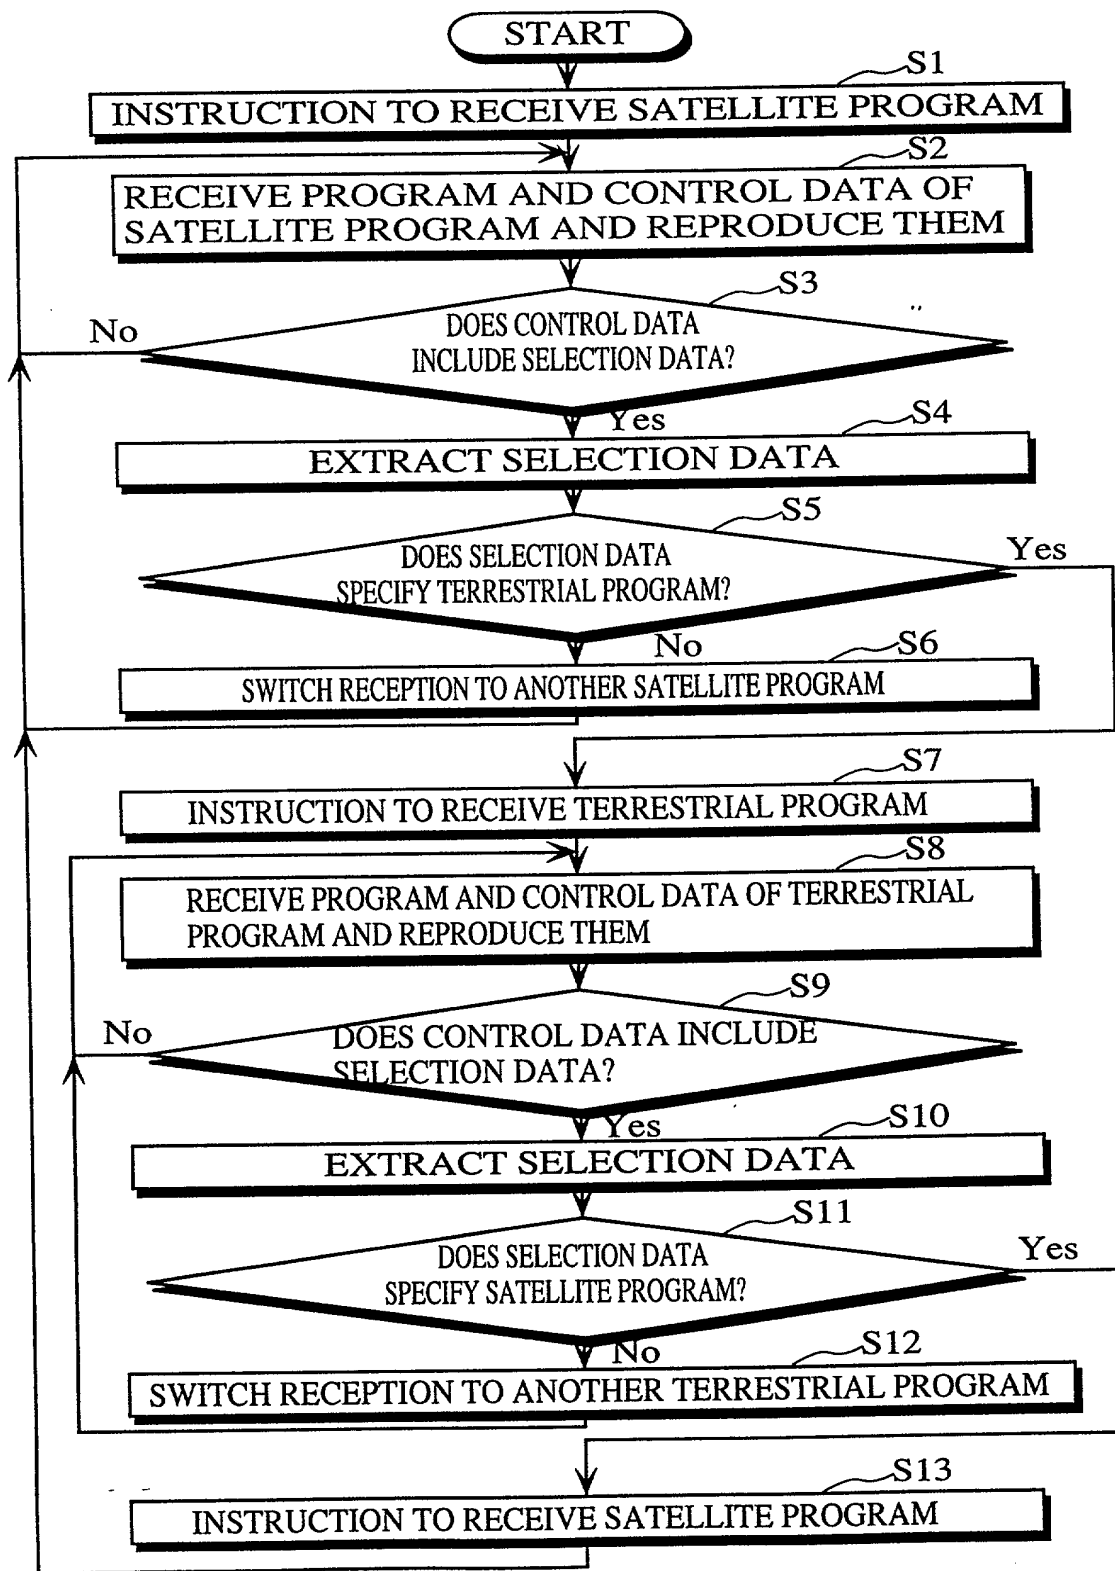 START
S1
INSTRUCTION TO RECEIVE SATELLITE PROGRAM
S2
RECEIVE PROGRAM AND CONTROL DATA OF
SATELLITE PROGRAM AND REPRODUCE THEM
S3
No
DOES CONTROL DATA
INCLUDE SELECTION DATA?
Yes
S4
EXTRACT SELECTION DATA
S5
DOES SELECTION DATA
SPECIFY TERRESTRIAL PROGRAM?
Yes
No
S6
SWITCH RECEPTION TO ANOTHER SATELLITE PROGRAM
S7
INSTRUCTION TO RECEIVE TERRESTRIAL PROGRAM
S8
RECEIVE PROGRAM AND CONTROL DATA OF TERRESTRIAL
PROGRAM AND REPRODUCE THEM
S9
No
DOES CONTROL DATA INCLUDE
SELECTION DATA?
Yes
S10
EXTRACT SELECTION DATA
S11
DOES SELECTION DATA
SPECIFY SATELLITE PROGRAM?
Yes
No
S12
SWITCH RECEPTION TO ANOTHER TERRESTRIAL PROGRAM
S13
INSTRUCTION TO RECEIVE SATELLITE PROGRAM